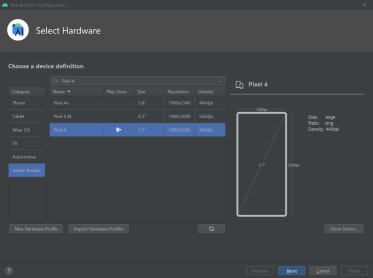 Virtual Device Configuration
Select Hardware
Choose a device definition
Pixel 4
Category Name Play Store Size Resolution Density
Phone Pixel 4a 5.8" 1080x2340 440dpi
Tablet Pixel 4 XL 6.3" 1440x3040 560dpi
Wear OS Pixel 4 5.7" 1080x2280 440dpi
TV
Automotive
Search Results
Pixel 4
1080px
5.7"
2280px
Size: large
Ratio: long
Density: 440dpi
New Hardware Profile Import Hardware Profiles Clone Device...
? Previous Next Cancel Finish